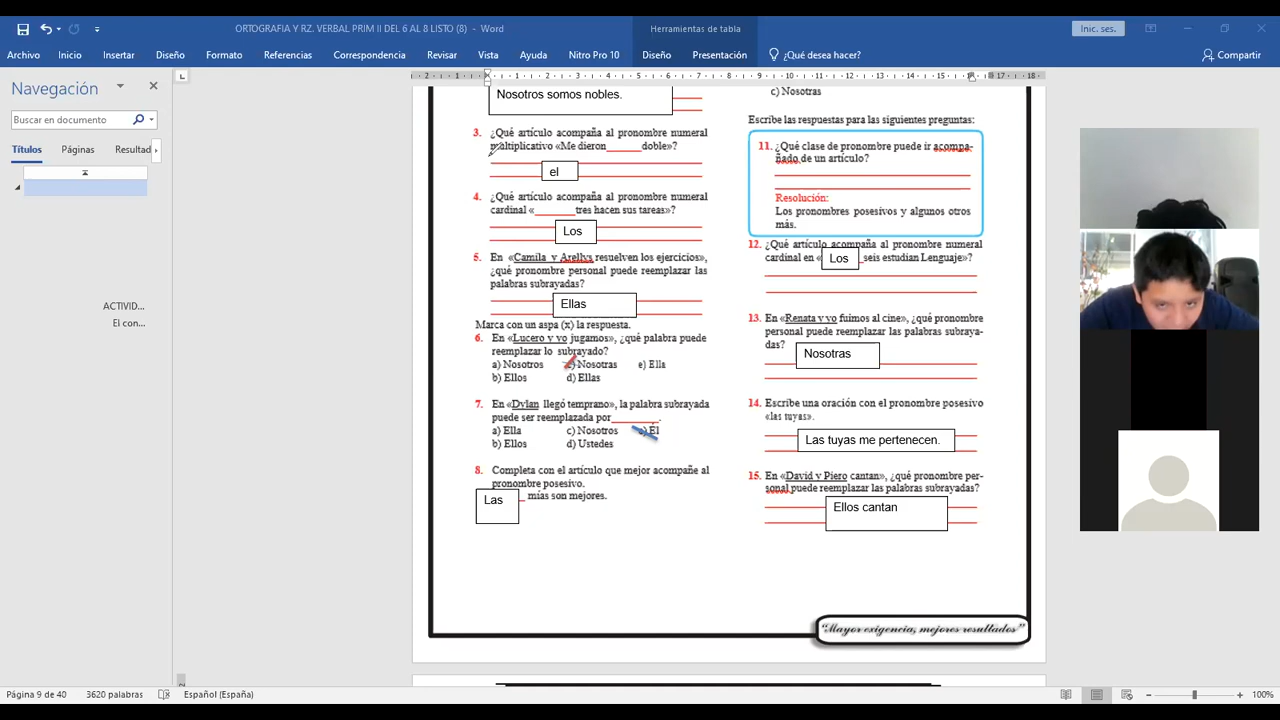 ORTOGRAFIA Y RZ. VERBAL PRIM II DEL 6 AL 8 LISTO (8) - Word
Herramientas de tabla
Inic. ses.
Archivo Inicio Insertar Diseño Formato Referencias Correspondencia Revisar Vista Ayuda Nitro Pro 10 Diseño Presentación ¿Qué desea hacer? Compartir
Navegación
Buscar en documento
Títulos Páginas Resultad
ACTIVID...
El con...
Nosotros somos nobles.
3. ¿Qué artículo acompaña al pronombre numeral
multiplicativo «Me dieron______doble»?
el
4. ¿Qué artículo acompaña al pronombre numeral
cardinal «_______tres hacen sus tareas»?
Los
5. En «Camila y Arellys resuelven los ejercicios»,
¿qué pronombre personal puede reemplazar las
palabras subrayadas?
Ellas
Marca con un aspa (x) la respuesta.
6. En «Lucero y yo jugamos», ¿qué palabra puede
reemplazar lo subrayado?
a) Nosotros c) Nosotras e) Ella
b) Ellos d) Ellas
7. En «Dylan llegó temprano», la palabra subrayada
puede ser reemplazada por________.
a) Ella c) Nosotros e) Él
b) Ellos d) Ustedes
8. Completa con el artículo que mejor acompañe al
pronombre posesivo.
Las _ mías son mejores.
c) Nosotras
Escribe las respuestas para las siguientes preguntas:
11. ¿Qué clase de pronombre puede ir acompa-
ñado de un artículo?
Resolución:
Los pronombres posesivos y algunos otros
más.
12. ¿Qué artículo acompaña al pronombre numeral
cardinal en « Los _seis estudian Lenguaje»?
13. En «Renata y yo fuimos al cine», ¿qué pronombre
personal puede reemplazar las palabras subraya-
das?
Nosotras
14. Escribe una oración con el pronombre posesivo
«las tuyas».
Las tuyas me pertenecen.
15. En «David y Piero cantan», ¿qué pronombre per-
sonal puede reemplazar las palabras subrayadas?
Ellos cantan
"Mayor exigencia, mejores resultados"
Página 9 de 40 3620 palabras Español (España) 100%